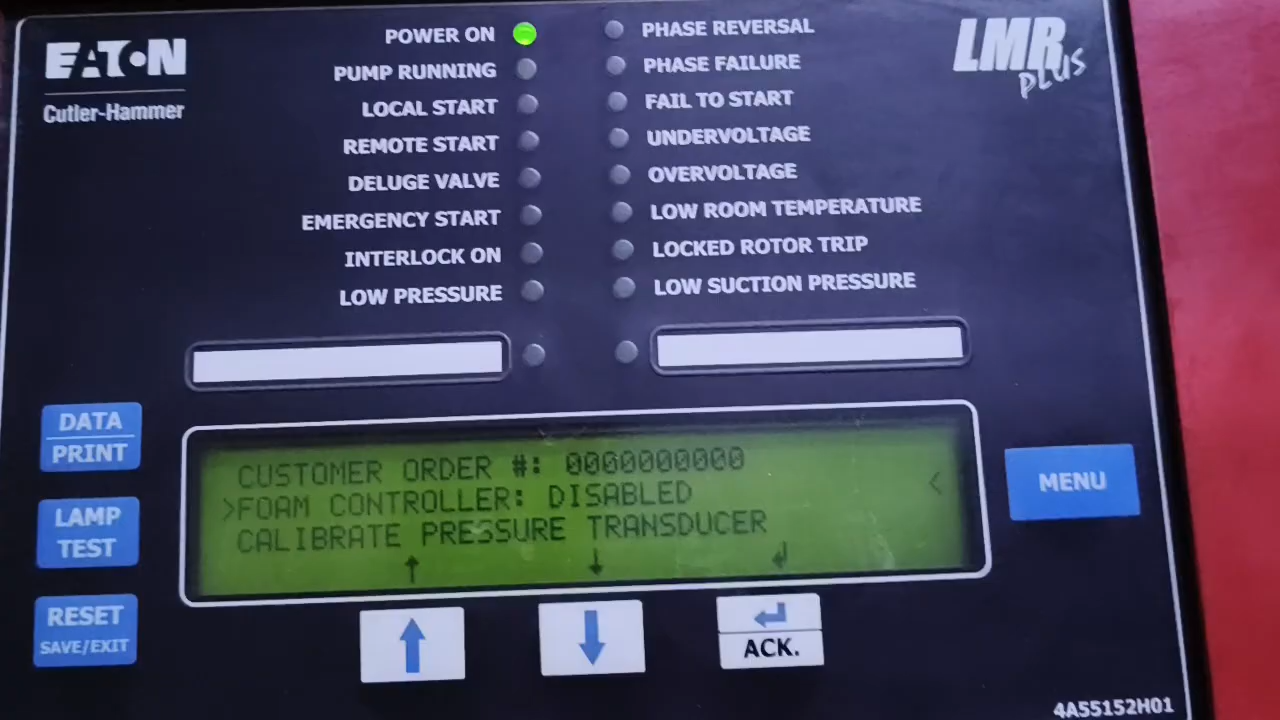 EATON
Cutler-Hammer
POWER ON
PUMP RUNNING
LOCAL START
REMOTE START
DELUGE VALVE
EMERGENCY START
INTERLOCK ON
LOW PRESSURE
PHASE REVERSAL
PHASE FAILURE
FAIL TO START
UNDERVOLTAGE
OVERVOLTAGE
LOW ROOM TEMPERATURE
LOCKED ROTOR TRIP
LOW SUCTION PRESSURE
LMR
PLUS
DATA
PRINT
LAMP
TEST
RESET
SAVE/EXIT
CUSTOMER ORDER #: 0000000000
>FOAM CONTROLLER: DISABLED <
CALIBRATE PRESSURE TRANSDUCER
↑ ↓ ↲
MENU
ACK.
4A55152H01